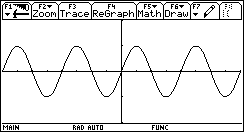 F1▼ F2▼ Zoom F3 Trace F4 ReGraph F5▼ Math F6▼ Draw F7▼
MAIN RAD AUTO FUNC